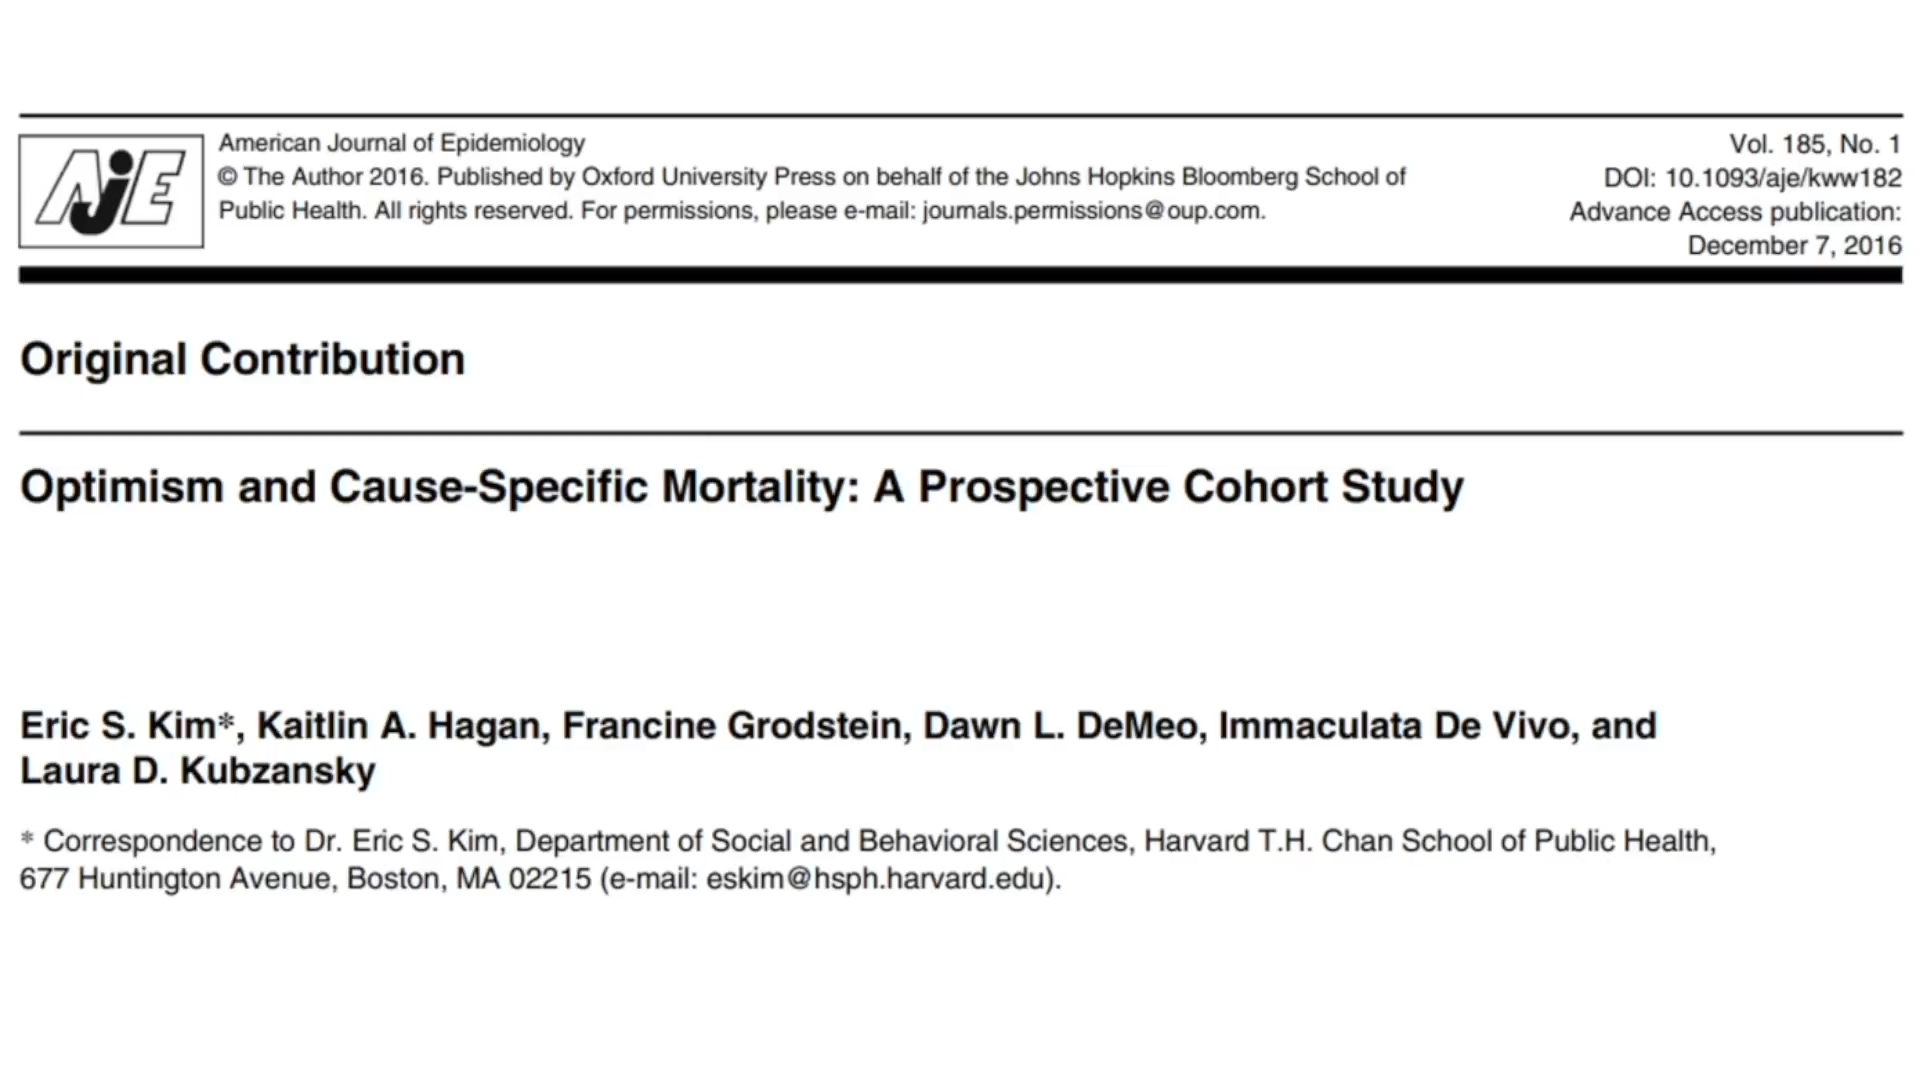 AJE
American Journal of Epidemiology
© The Author 2016. Published by Oxford University Press on behalf of the Johns Hopkins Bloomberg School of
Public Health. All rights reserved. For permissions, please e-mail: journals.permissions@oup.com.
Vol. 185, No. 1
DOI: 10.1093/aje/kww182
Advance Access publication:
December 7, 2016
Original Contribution
Optimism and Cause-Specific Mortality: A Prospective Cohort Study
Eric S. Kim*, Kaitlin A. Hagan, Francine Grodstein, Dawn L. DeMeo, Immaculata De Vivo, and
Laura D. Kubzansky
* Correspondence to Dr. Eric S. Kim, Department of Social and Behavioral Sciences, Harvard T.H. Chan School of Public Health,
677 Huntington Avenue, Boston, MA 02215 (e-mail: eskim@hsph.harvard.edu).